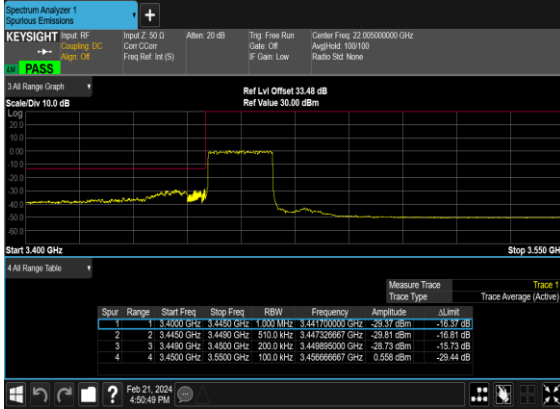 Spectrum Analyzer 1
Spurious Emissions
+
KEYSIGHT Input: RF Input Z: 50 Ω Atten: 20 dB Trig: Free Run Center Freq: 22.005000000 GHz
Coupling: DC Corr CCorr Gate: Off Avg|Hold: 100/100
Align: Off Freq Ref: Int (S) IF Gain: Low Radio Std: None
PASS
3 All Range Graph
Scale/Div 10.0 dB Ref Lvl Offset 33.48 dB
Ref Value 30.00 dBm
Log
20.0
10.0
0.00
-10.0
-20.0
-30.0
-40.0
-50.0
-60.0
Start 3.400 GHz Stop 3.550 GH
4 All Range Table
Measure Trace Trace 1
Trace Type Trace Average (Active)
Spur Range Start Freq Stop Freq RBW Frequency Amplitude ΔLimit
1 1 3.4000 GHz 3.4450 GHz 1.000 MHz 3.441700000 GHz -29.37 dBm -16.37 dB
2 2 3.4450 GHz 3.4490 GHz 510.0 kHz 3.447326667 GHz -29.81 dBm -16.81 dB
3 3 3.4490 GHz 3.4500 GHz 200.0 kHz 3.449895000 GHz -28.73 dBm -15.73 dB
4 4 3.4500 GHz 3.5500 GHz 100.0 kHz 3.456666667 GHz 0.558 dBm -29.44 dB
? Feb 21, 2024
4:50:49 PM